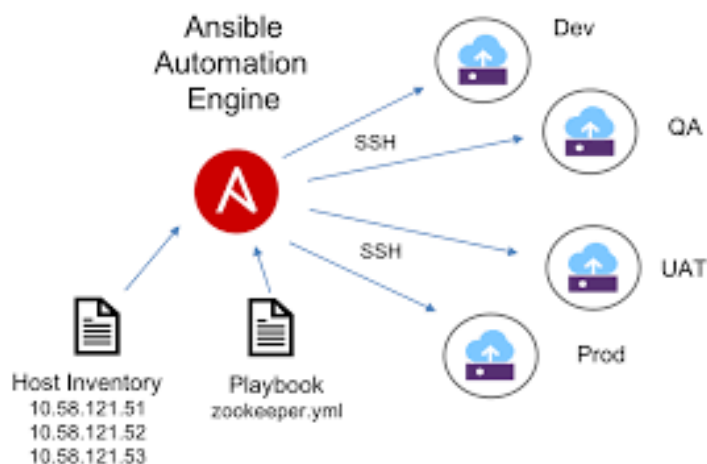 Ansible
Automation
Engine
Dev
SSH
QA
SSH
UAT
Prod
Host Inventory
10.58.121.51
10.58.121.52
10.58.121.53
Playbook
zookeeper.yml